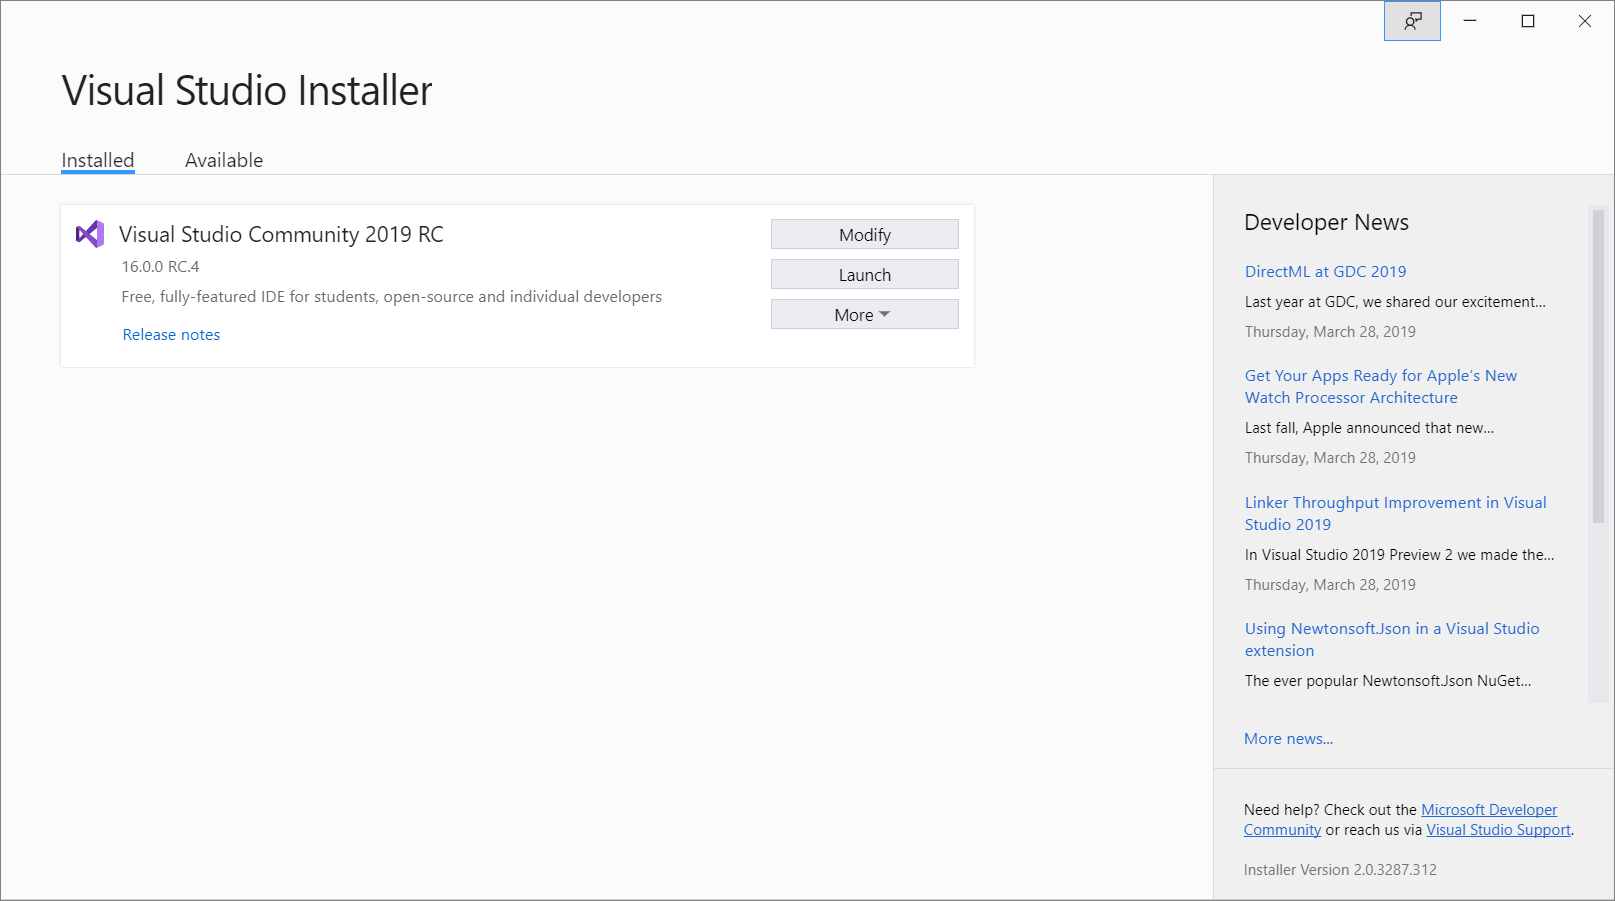 Visual Studio Installer
Installed
Available
Visual Studio Community 2019 RC
16.0.0 RC.4
Free, fully-featured IDE for students, open-source and individual developers
Release notes
Modify
Launch
More
Developer News
DirectML at GDC 2019
Last year at GDC, we shared our excitement...
Thursday, March 28, 2019
Get Your Apps Ready for Apple’s New
Watch Processor Architecture
Last fall, Apple announced that new...
Thursday, March 28, 2019
Linker Throughput Improvement in Visual
Studio 2019
In Visual Studio 2019 Preview 2 we made the...
Thursday, March 28, 2019
Using Newtonsoft.Json in a Visual Studio
extension
The ever popular Newtonsoft.Json NuGet...
More news...
Need help? Check out the Microsoft Developer
Community or reach us via Visual Studio Support.
Installer Version 2.0.3287.312